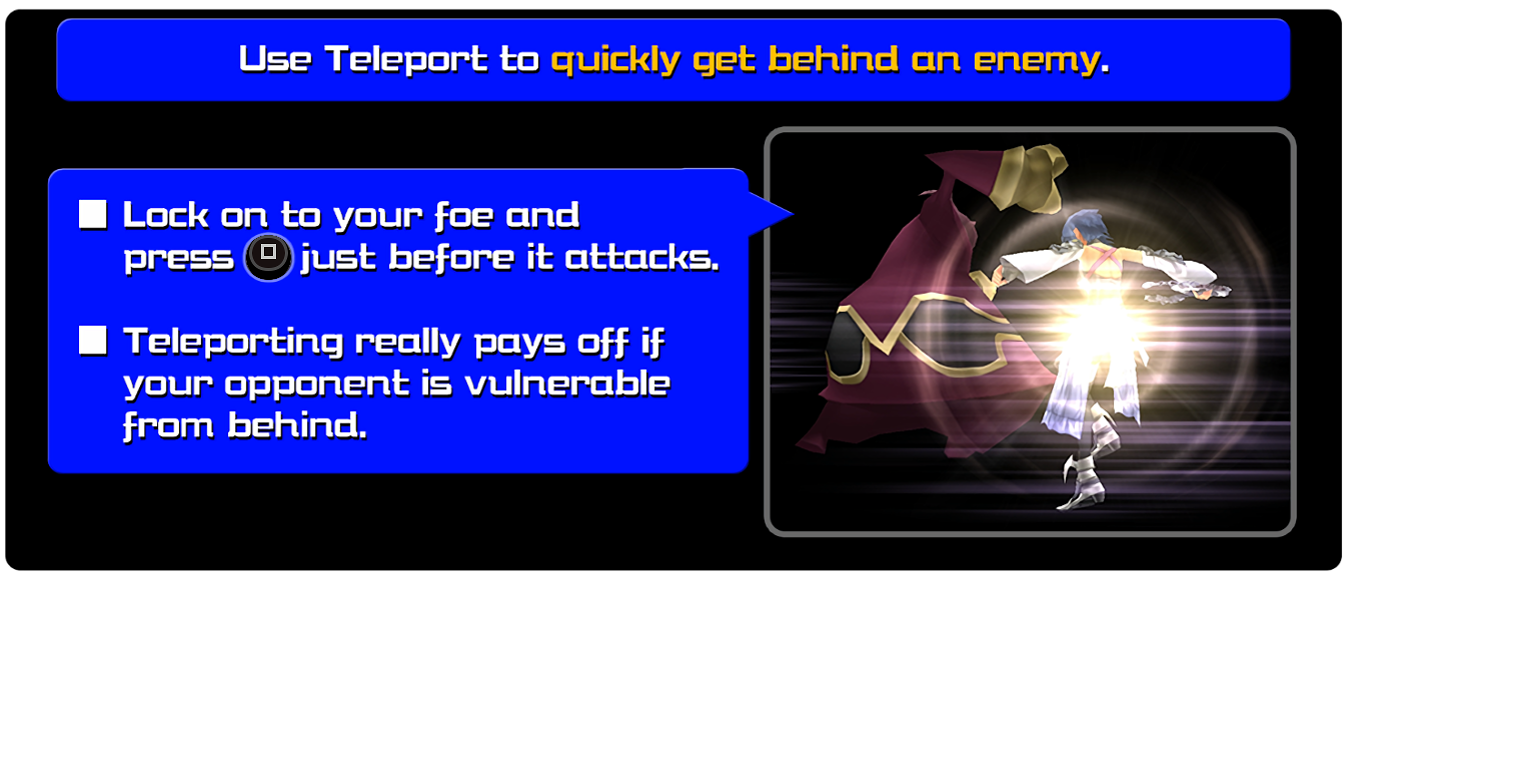 Use Teleport to quickly get behind an enemy.
Lock on to your foe and
press just before it attacks.
Teleporting really pays off if
your opponent is vulnerable
from behind.